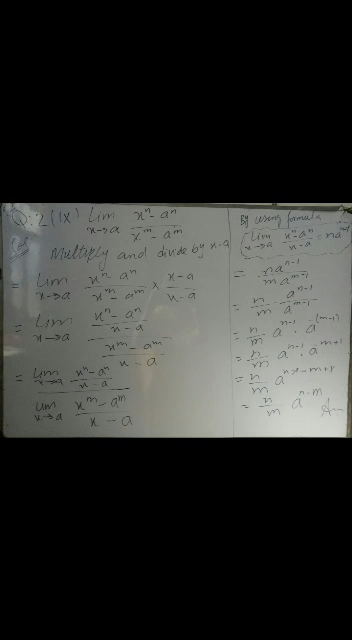 Q:2(ix) lim x→a (xⁿ - aⁿ)/(xᵐ - aᵐ)
Sol:
Multiply and divide by x-a
= lim x→a (xⁿ - aⁿ)/(xᵐ - aᵐ) × (x-a)/(x-a)
= lim x→a ((xⁿ - aⁿ)/(x-a))/((xᵐ - aᵐ)/(x-a))
= (lim x→a (xⁿ - aⁿ)/(x-a))/(lim x→a (xᵐ - aᵐ)/(x-a))
By using formula
lim x→a (xⁿ - aⁿ)/(x-a) = naⁿ⁻¹
= naⁿ⁻¹/maᵐ⁻¹
= n/m · aⁿ⁻¹/aᵐ⁻¹
= n/m · aⁿ⁻¹ · a⁻⁽ᵐ⁻¹⁾
= n/m aⁿ⁻¹ · a⁻ᵐ⁺¹
= n/m aⁿ⁻¹⁻ᵐ⁺¹
= n/m aⁿ⁻ᵐ Ans